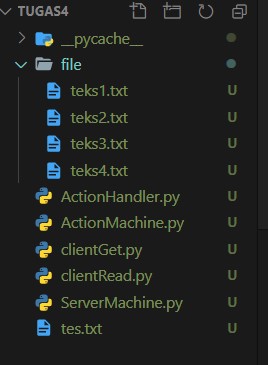 TUGAS4
__pycache__
file
teks1.txt U
teks2.txt U
teks3.txt U
teks4.txt U
ActionHandler.py U
ActionMachine.py U
clientGet.py U
clientRead.py U
ServerMachine.py U
tes.txt U